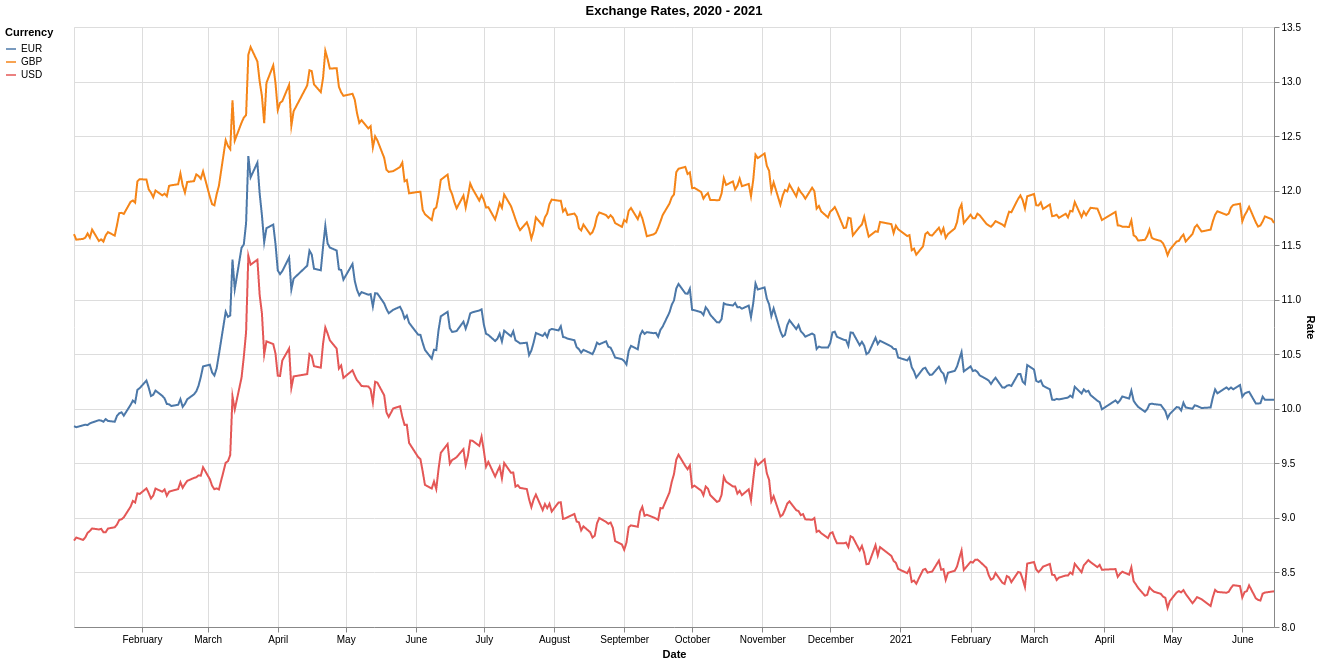 Exchange Rates, 2020 - 2021
Currency
EUR
GBP
USD
13.5
13.0
12.5
12.0
11.5
11.0
10.5
10.0
9.5
9.0
8.5
8.0
Rate
February March April May June July August September October November December 2021 February March April May June
Date